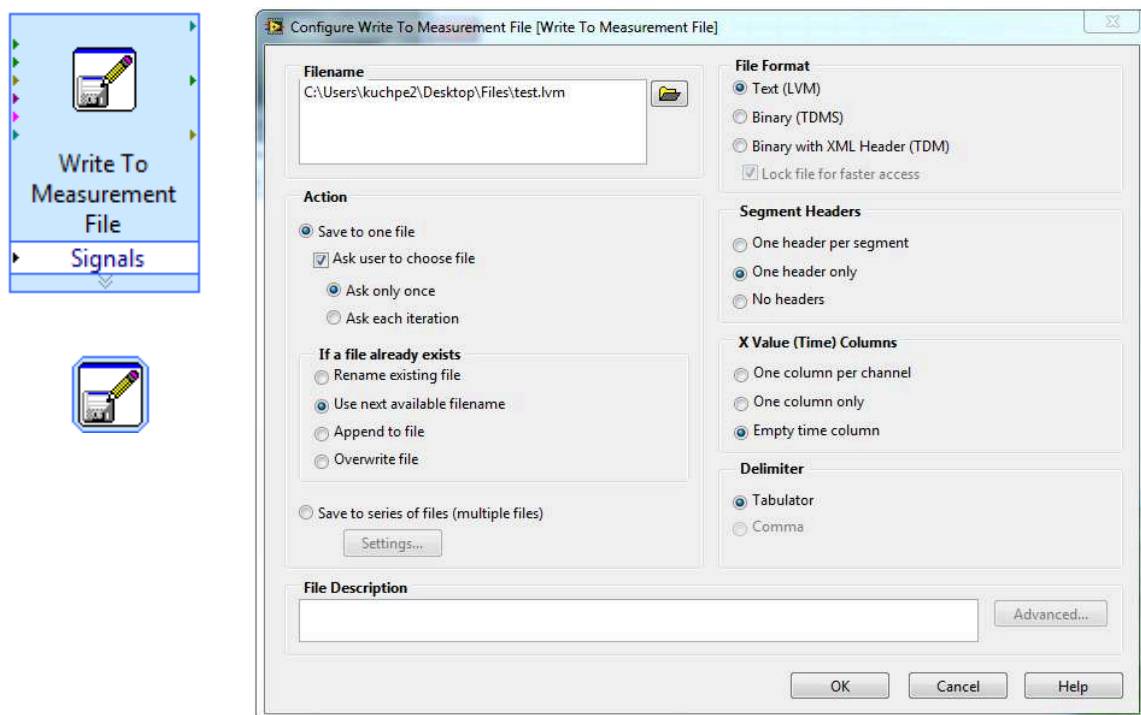 Write To
Measurement
File
Signals
Configure Write To Measurement File [Write To Measurement File]
Filename
C:\Users\kuchpe2\Desktop\Files\test.lvm
Action
Save to one file
Ask user to choose file
Ask only once
Ask each iteration
If a file already exists
Rename existing file
Use next available filename
Append to file
Overwrite file
Save to series of files (multiple files)
Settings...
File Format
Text (LVM)
Binary (TDMS)
Binary with XML Header (TDM)
Lock file for faster access
Segment Headers
One header per segment
One header only
No headers
X Value (Time) Columns
One column per channel
One column only
Empty time column
Delimiter
Tabulator
Comma
File Description
Advanced...
OK
Cancel
Help